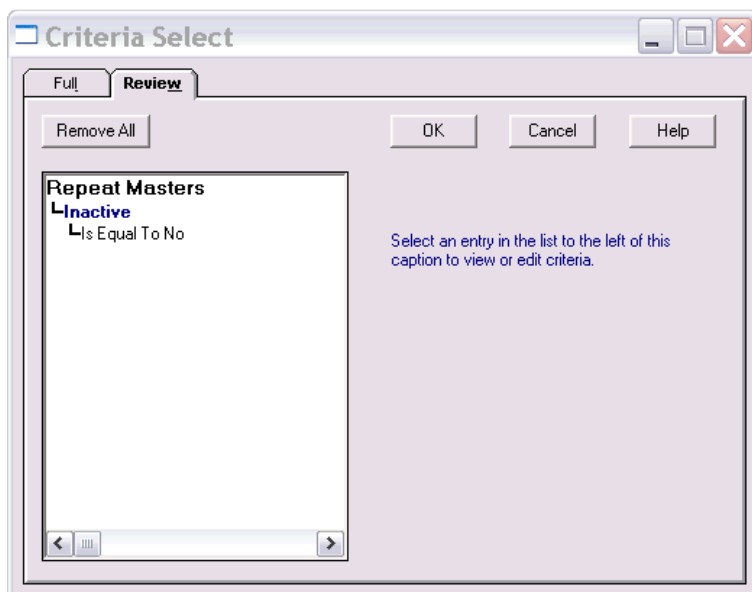 Criteria Select
Full Review
Remove All OK Cancel Help
Repeat Masters
Inactive
Is Equal To No
Select an entry in the list to the left of this
caption to view or edit criteria.